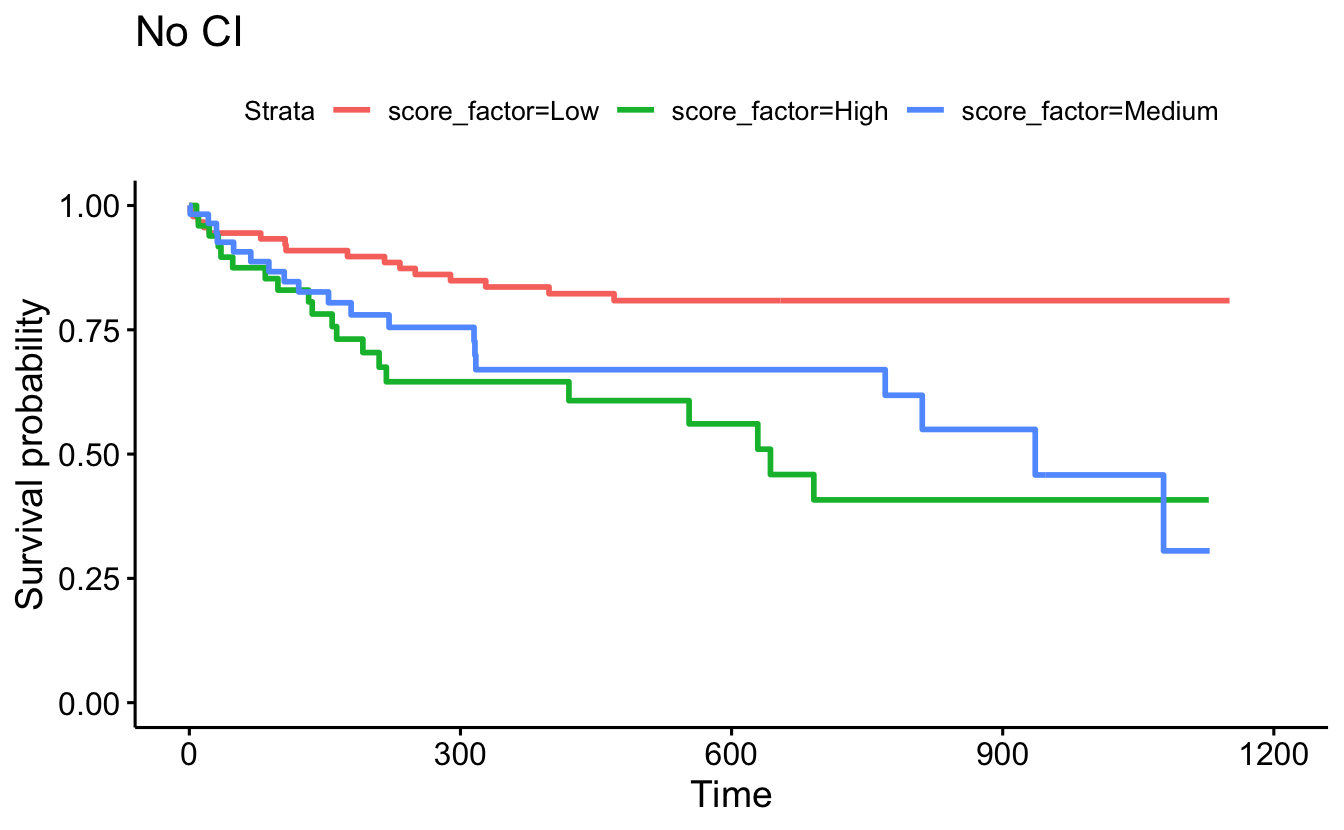 No CI
Strata score_factor=Low score_factor=High score_factor=Medium
Survival probability
1.00
0.75
0.50
0.25
0.00
0 300 600 900 1200
Time